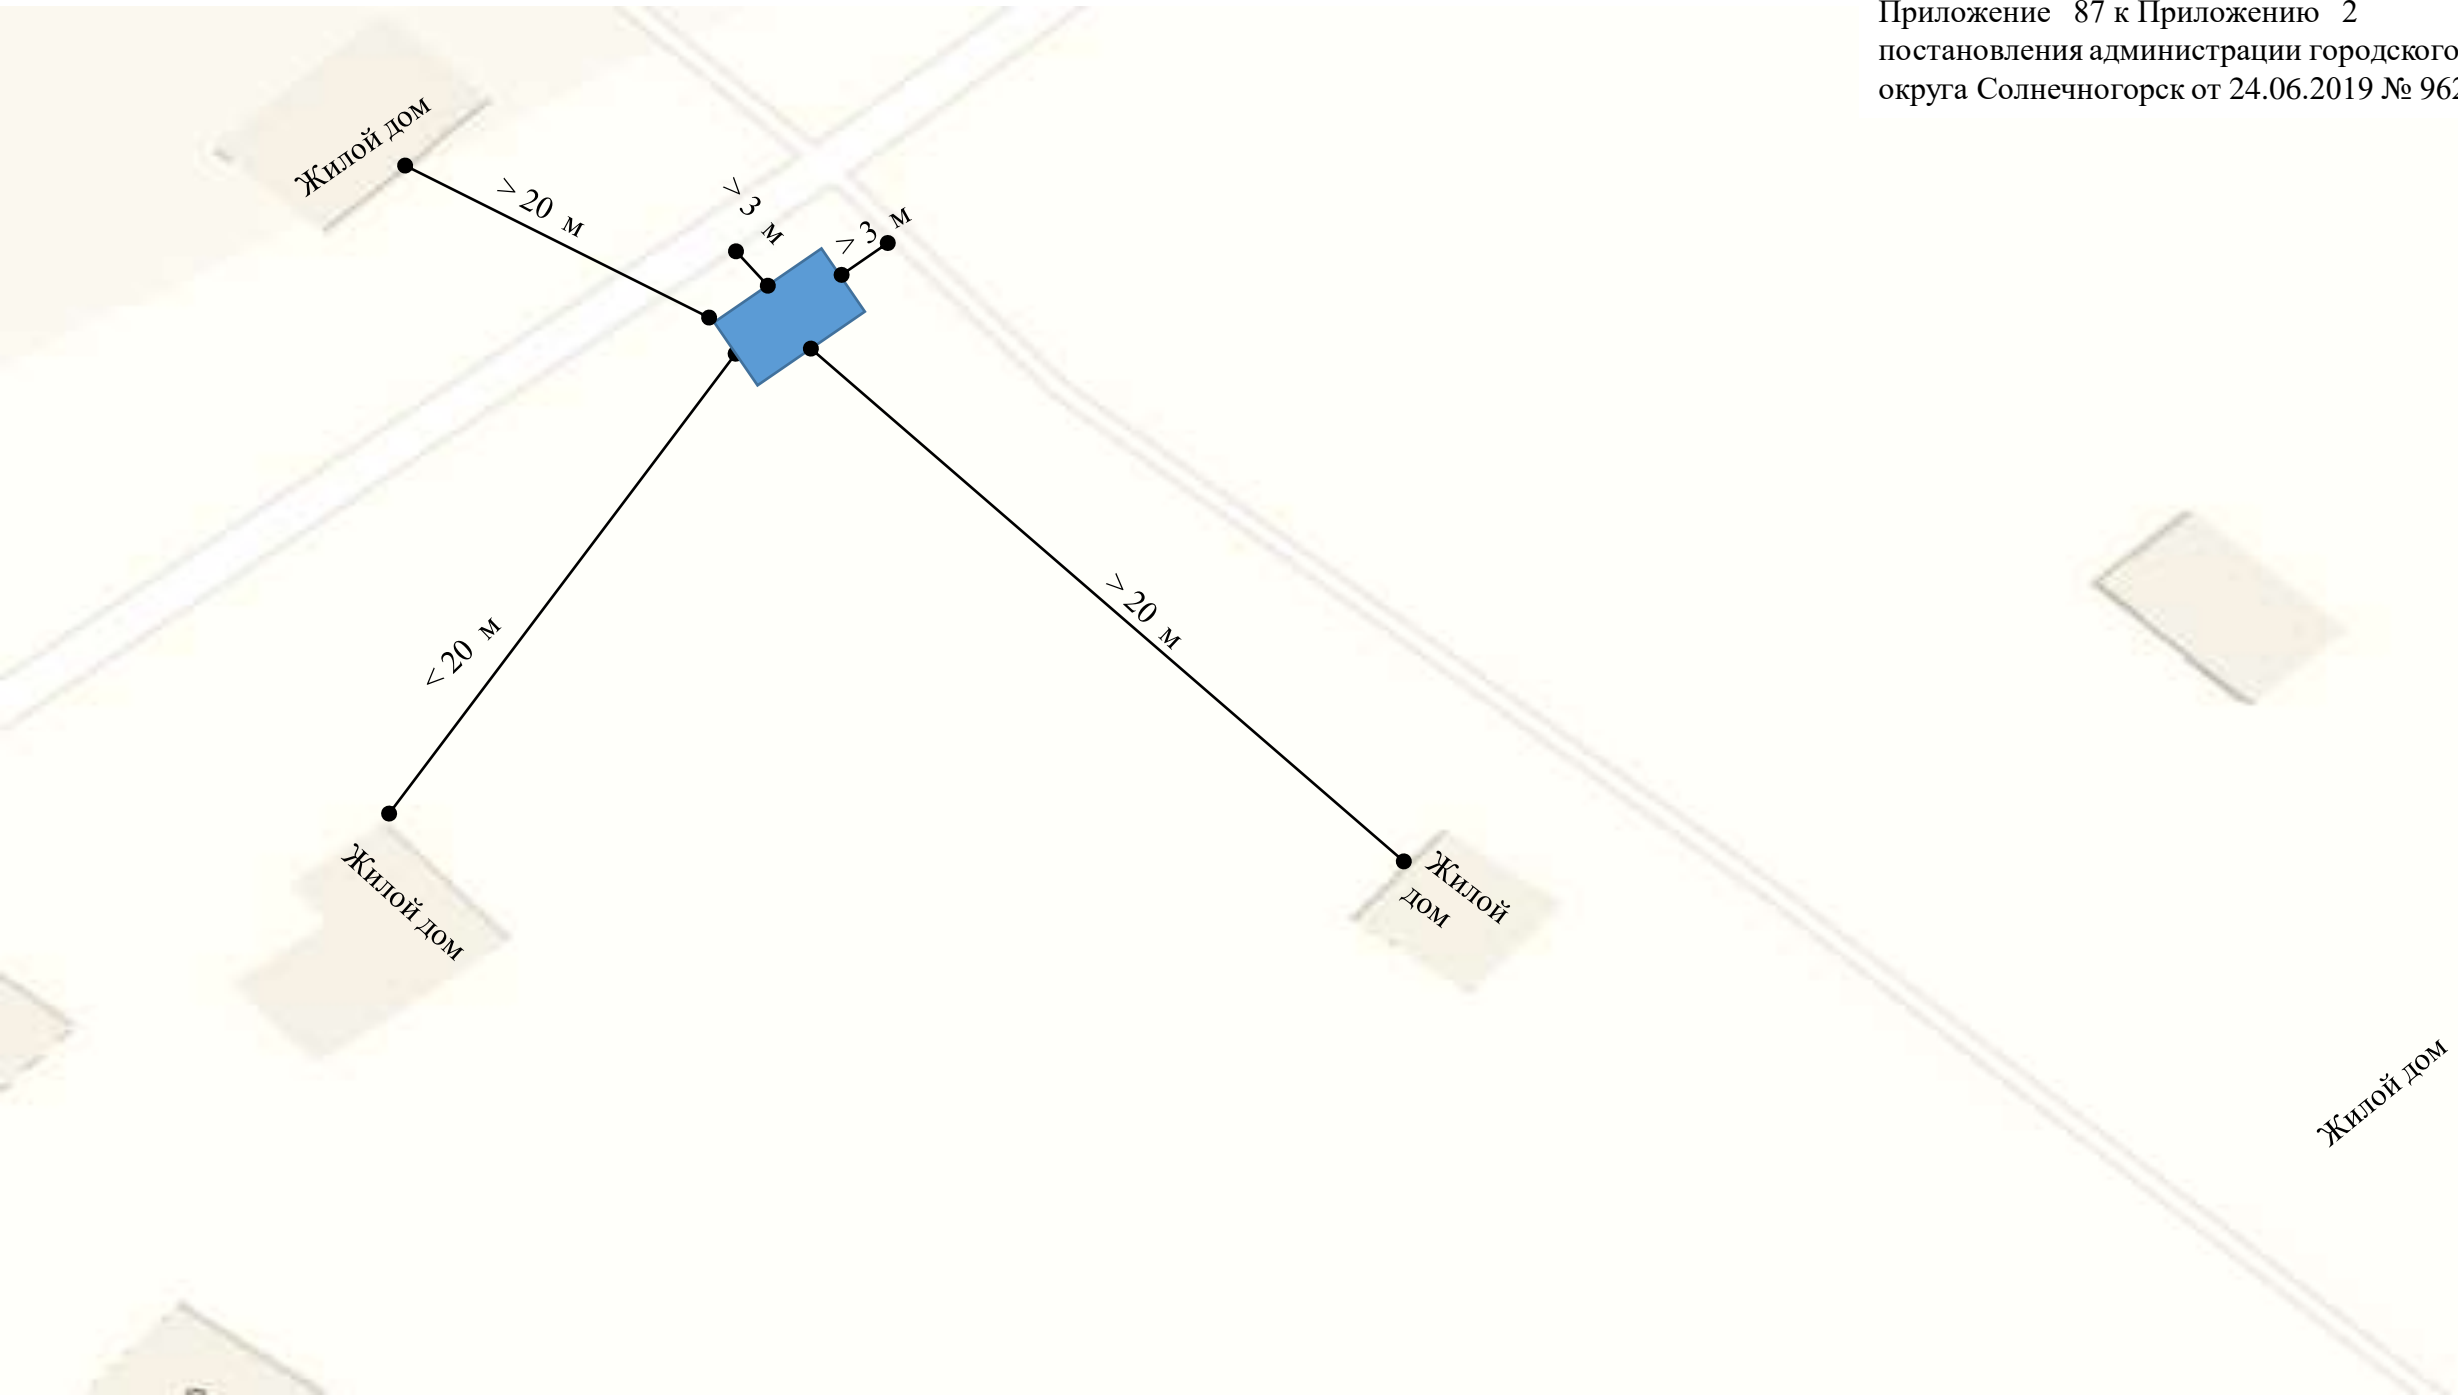 Приложение 87 к Приложению 2
постановления администрации городского
округа Солнечногорск от 24.06.2019 № 962
Жилой дом
> 20 м
> 3 м
> 3 м
< 20 м
> 20 м
Жилой дом
Жилой
дом
Жилой дом